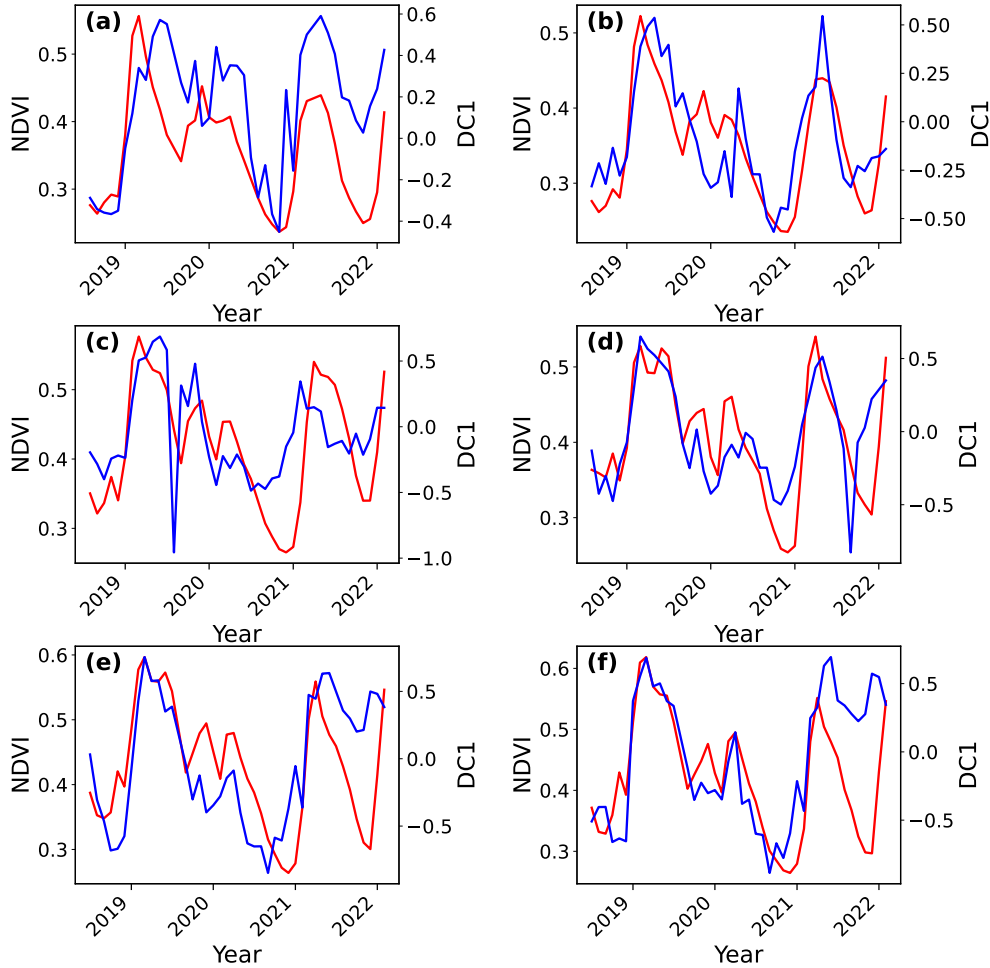 (a)
NDVI
0.5
0.4
0.3
DC1
0.6
0.4
0.2
0.0
−0.2
−0.4
2019
2020
2021
2022
Year
(b)
NDVI
0.5
0.4
0.3
DC1
0.50
0.25
0.00
−0.25
−0.50
2019
2020
2021
2022
Year
(c)
NDVI
0.5
0.4
0.3
DC1
0.5
0.0
−0.5
−1.0
2019
2020
2021
2022
Year
(d)
NDVI
0.5
0.4
0.3
DC1
0.5
0.0
−0.5
2019
2020
2021
2022
Year
(e)
NDVI
0.6
0.5
0.4
0.3
DC1
0.5
0.0
−0.5
2019
2020
2021
2022
Year
(f)
NDVI
0.6
0.5
0.4
0.3
DC1
0.5
0.0
−0.5
2019
2020
2021
2022
Year